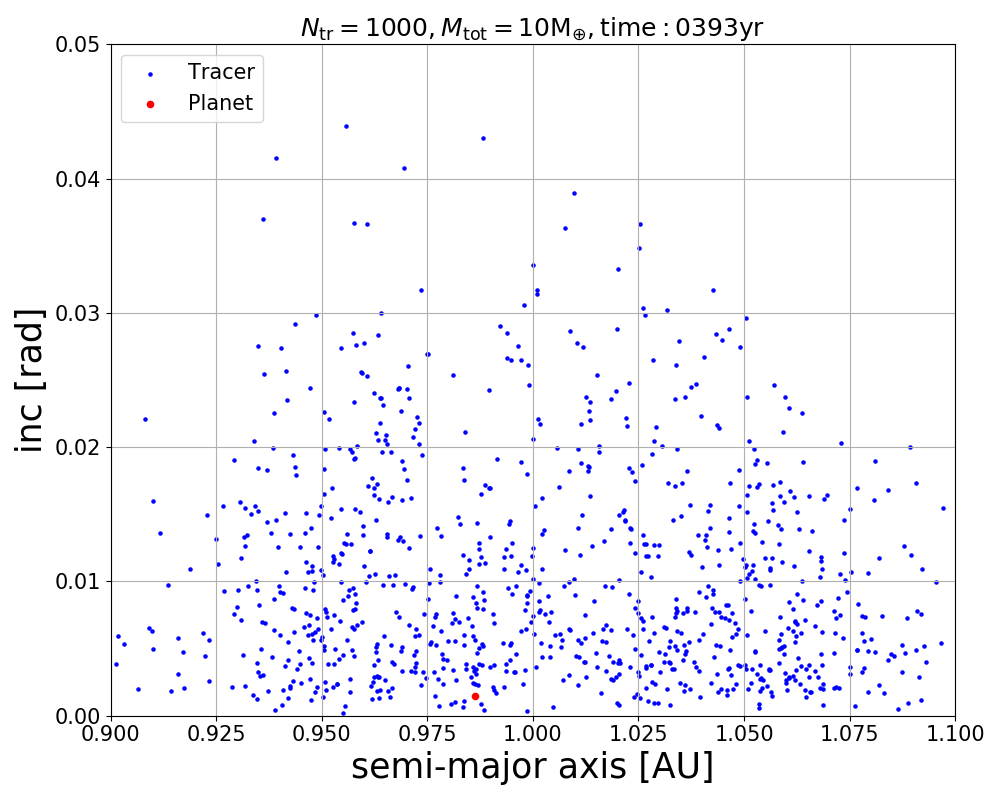 N_tr = 1000, M_tot = 10M_⊕, time : 0393yr
Tracer
Planet
inc [rad]
0.05
0.04
0.03
0.02
0.01
0.00
0.900 0.925 0.950 0.975 1.000 1.025 1.050 1.075 1.100
semi-major axis [AU]